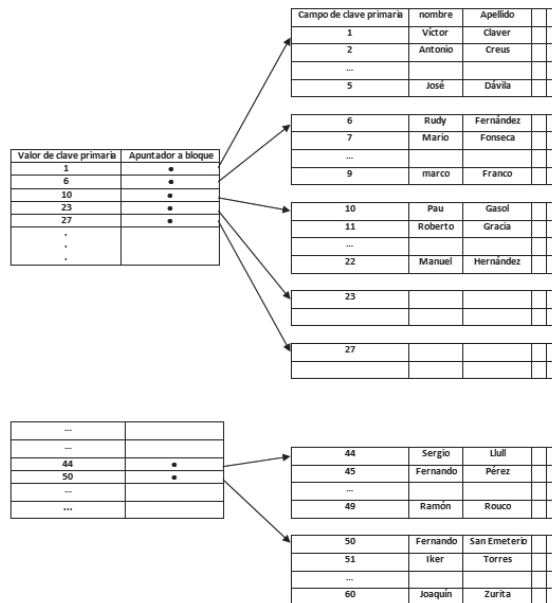 Campo de clave primaria nombre Apellido
1 Víctor Claver
2 Antonio Creus
...
5 José Dávila
6 Rudy Fernández
7 Mario Fonseca
...
9 marco Franco
Valor de clave primaria Apuntador a bloque
1 •
6 •
10 •
23 •
27 •
.
.
.
10 Pau Gasol
11 Roberto Gracia
...
22 Manuel Hernández
23
27
...
...
44 •
50 •
...
...
44 Sergio Llull
45 Fernando Pérez
...
49 Ramón Rouco
50 Fernando San Emeterio
51 Iker Torres
...
60 Joaquín Zurita